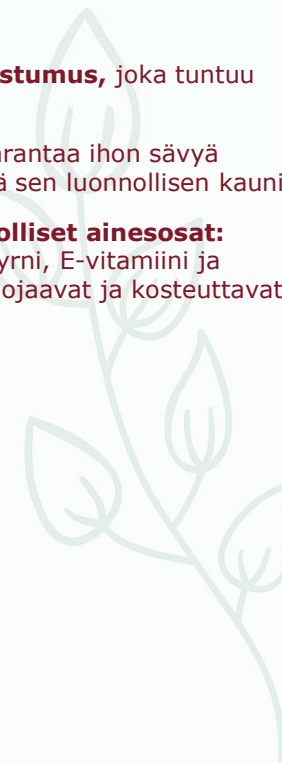 stumus, joka tuntuu
arantaa ihon sävyä
ä sen luonnollisen kauni
olliset ainesosat:
yrni, E-vitamiini ja
ojaavat ja kosteuttavat